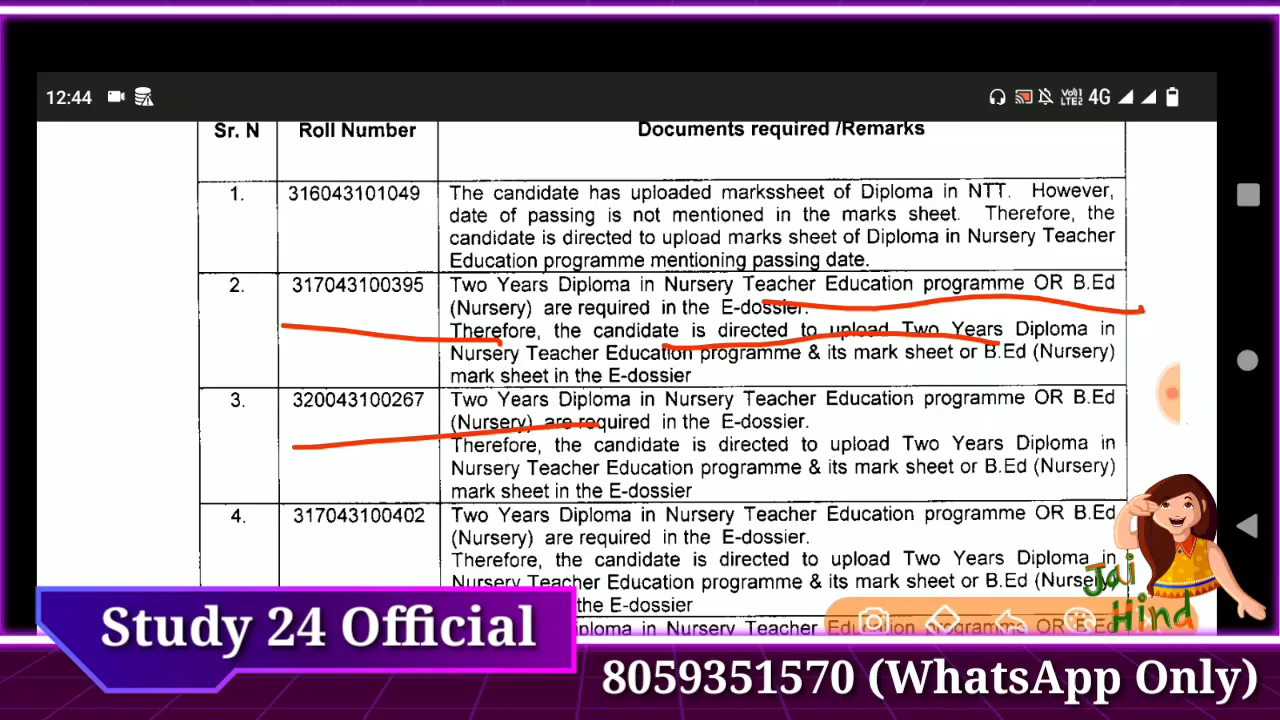 12:44
Vo)) LTE2 4G
Sr. N Roll Number Documents required /Remarks
1. 316043101049 The candidate has uploaded markssheet of Diploma in NTT. However,
date of passing is not mentioned in the marks sheet. Therefore, the
candidate is directed to upload marks sheet of Diploma in Nursery Teacher
Education programme mentioning passing date.
2. 317043100395 Two Years Diploma in Nursery Teacher Education programme OR B.Ed
(Nursery) are required in the E-dossier.
Therefore, the candidate is directed to upload Two Years Diploma in
Nursery Teacher Education programme & its mark sheet or B.Ed (Nursery)
mark sheet in the E-dossier
3. 320043100267 Two Years Diploma in Nursery Teacher Education programme OR B.Ed
(Nursery) are required in the E-dossier.
Therefore, the candidate is directed to upload Two Years Diploma in
Nursery Teacher Education programme & its mark sheet or B.Ed (Nursery)
mark sheet in the E-dossier
4. 317043100402 Two Years Diploma in Nursery Teacher Education programme OR B.Ed
(Nursery) are required in the E-dossier.
Therefore, the candidate is directed to upload Two Years Diploma in
Nursery Teacher Education programme & its mark sheet or B.Ed
the E-dossier
in Nursery Teacher Education programme OR B.Ed
Jai
Hind
Study 24 Official
8059351570 (WhatsApp Only)